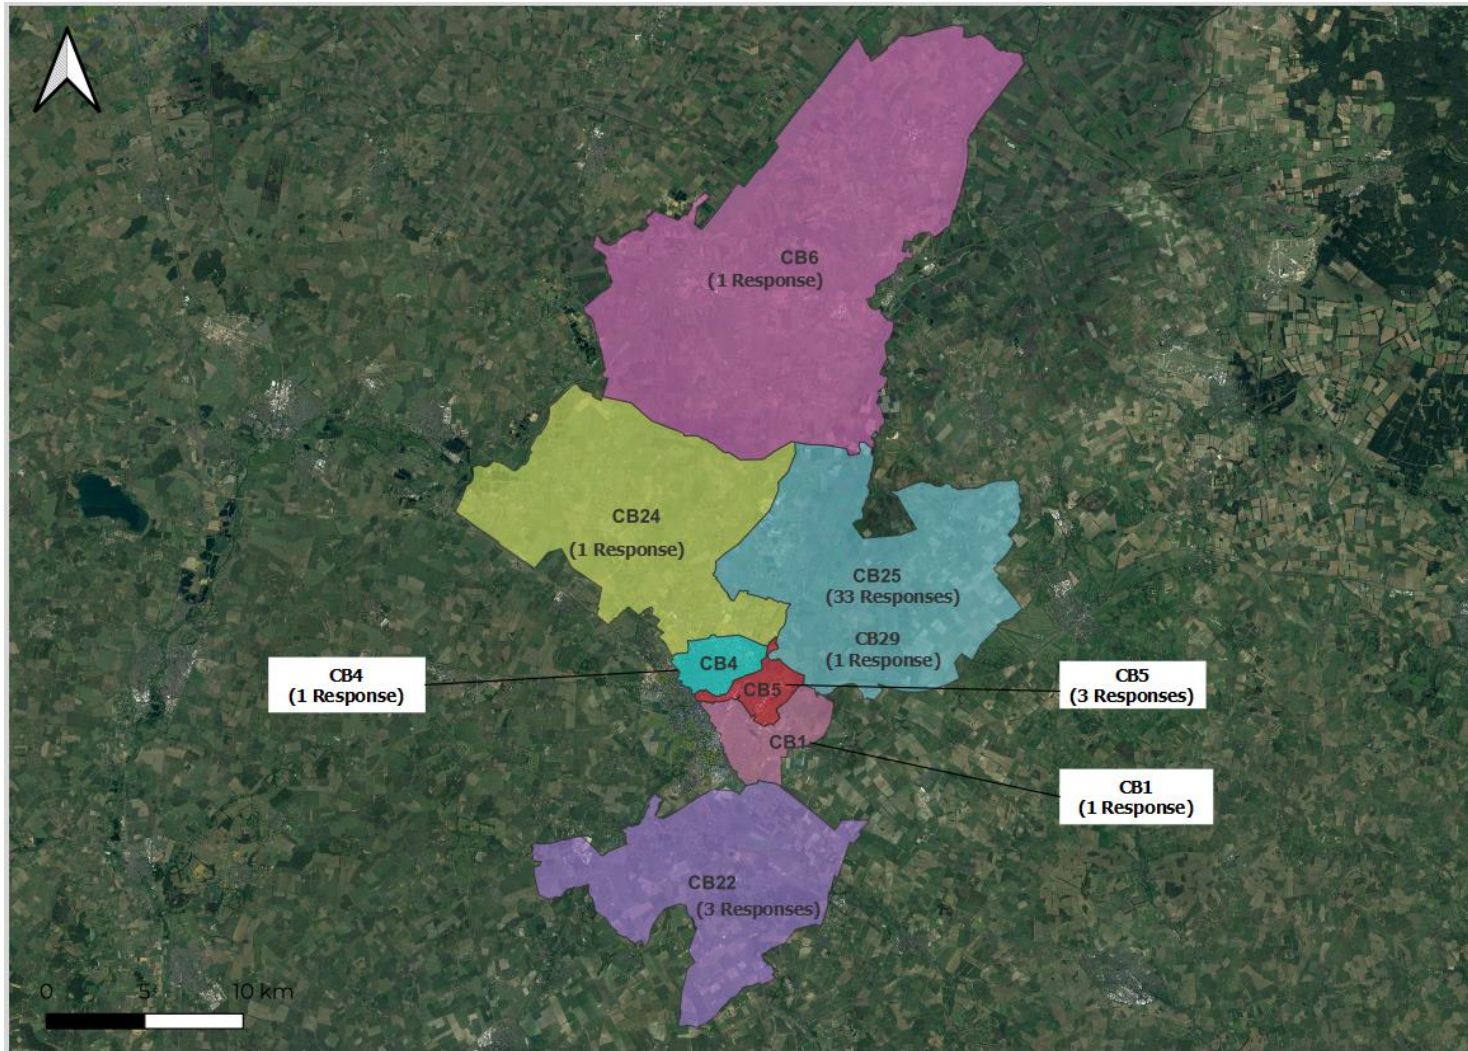 CB6
(1 Response)
CB24
(1 Response)
CB25
(33 Responses)
CB29
(1 Response)
CB4
CB4
(1 Response)
CB5
CB5
(3 Responses)
CB1
CB1
(1 Response)
CB22
(3 Responses)
0 5 10 km